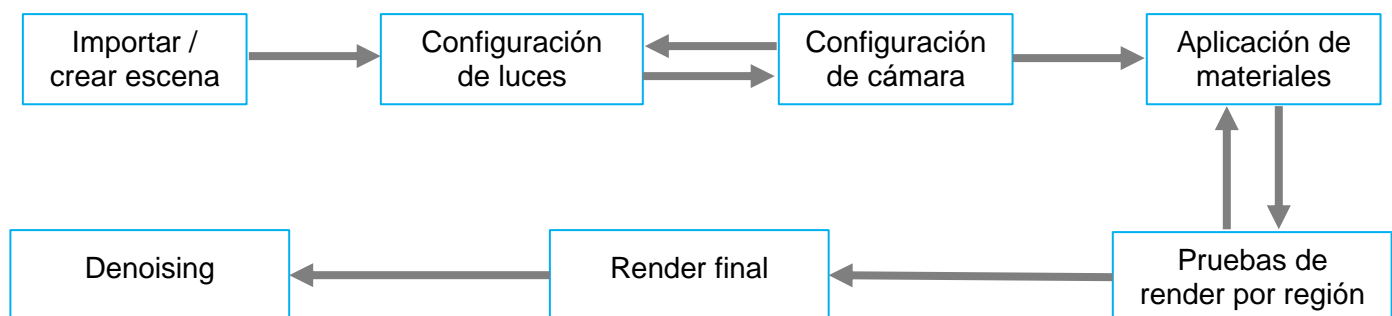 Importar /
crear escena
Configuración
de luces
Configuración
de cámara
Aplicación de
materiales
Denoising
Render final
Pruebas de
render por región